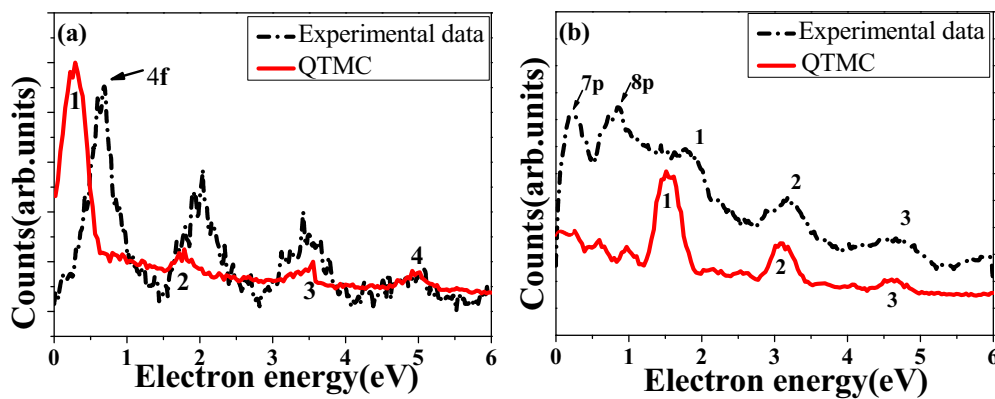 (a)
Experimental data
QTMC
4f
1
2
3
4
Counts(arb.units)
0 1 2 3 4 5 6
Electron energy(eV)
(b)
Experimental data
QTMC
7p
8p
1
2
3
1
2
3
Counts(arb.units)
0 1 2 3 4 5 6
Electron energy(eV)